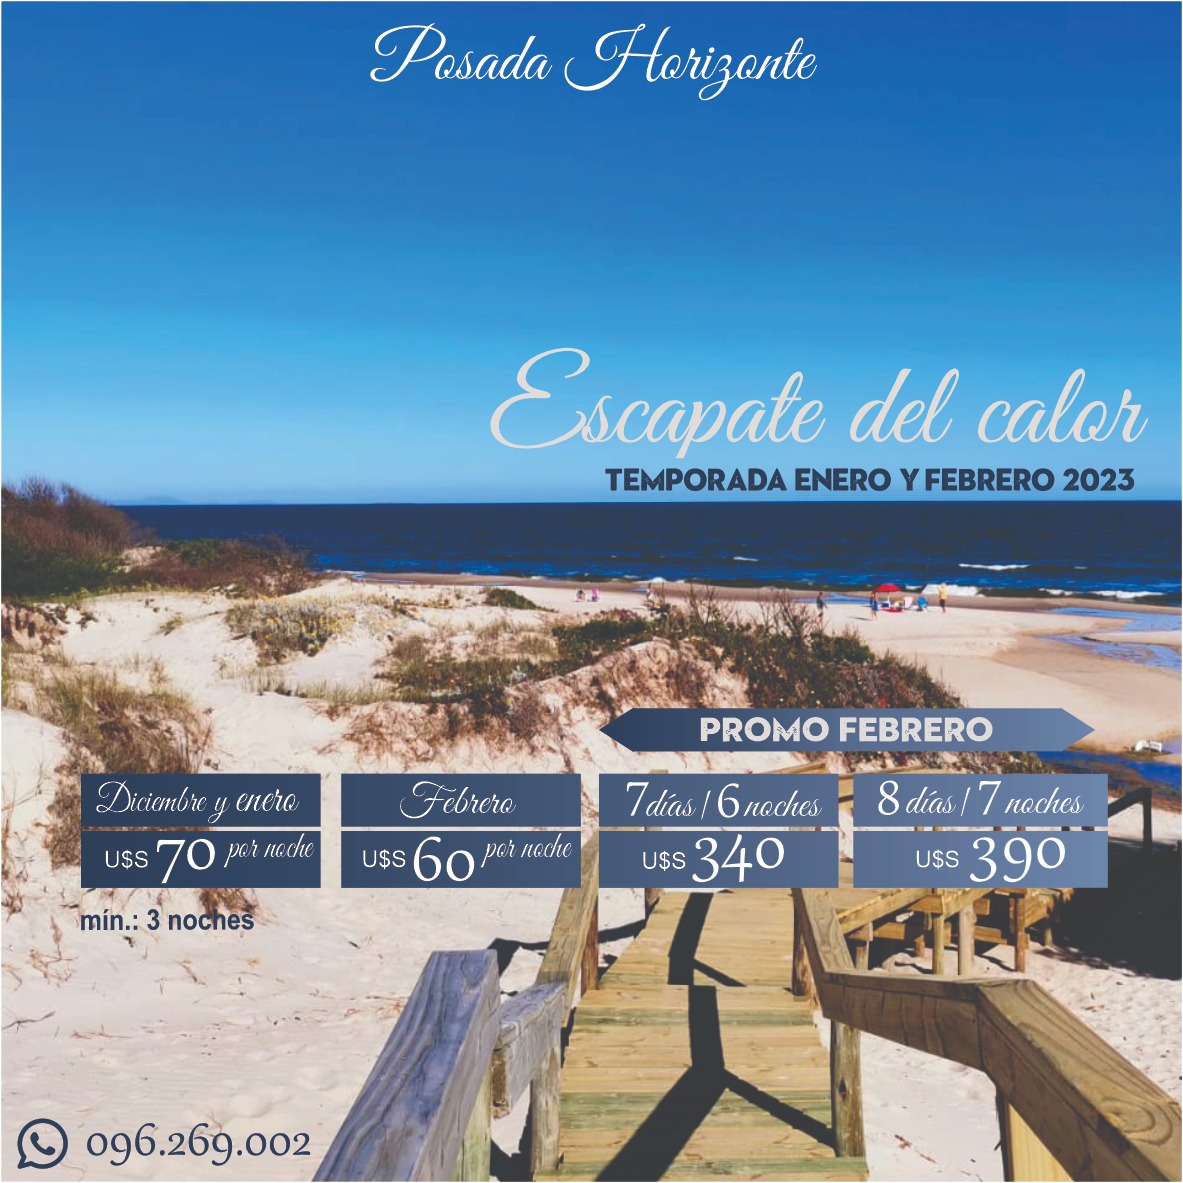 Posada Horizonte
Escapate del calor
TEMPORADA ENERO Y FEBRERO 2023
PROMO FEBRERO
Diciembre y enero
U$S 70 por noche
Febrero
U$S 60 por noche
7 días / 6 noches
U$S 340
8 días / 7 noches
U$S 390
mín.: 3 noches
096.269.002